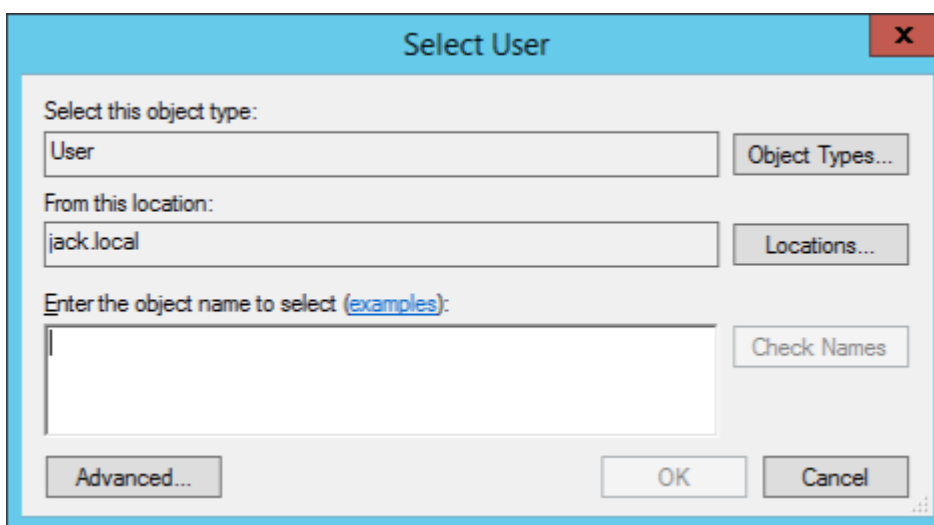 Select User
x
Select this object type:
User
Object Types...
From this location:
jack.local
Locations...
Enter the object name to select (examples):
Check Names
Advanced...
OK
Cancel